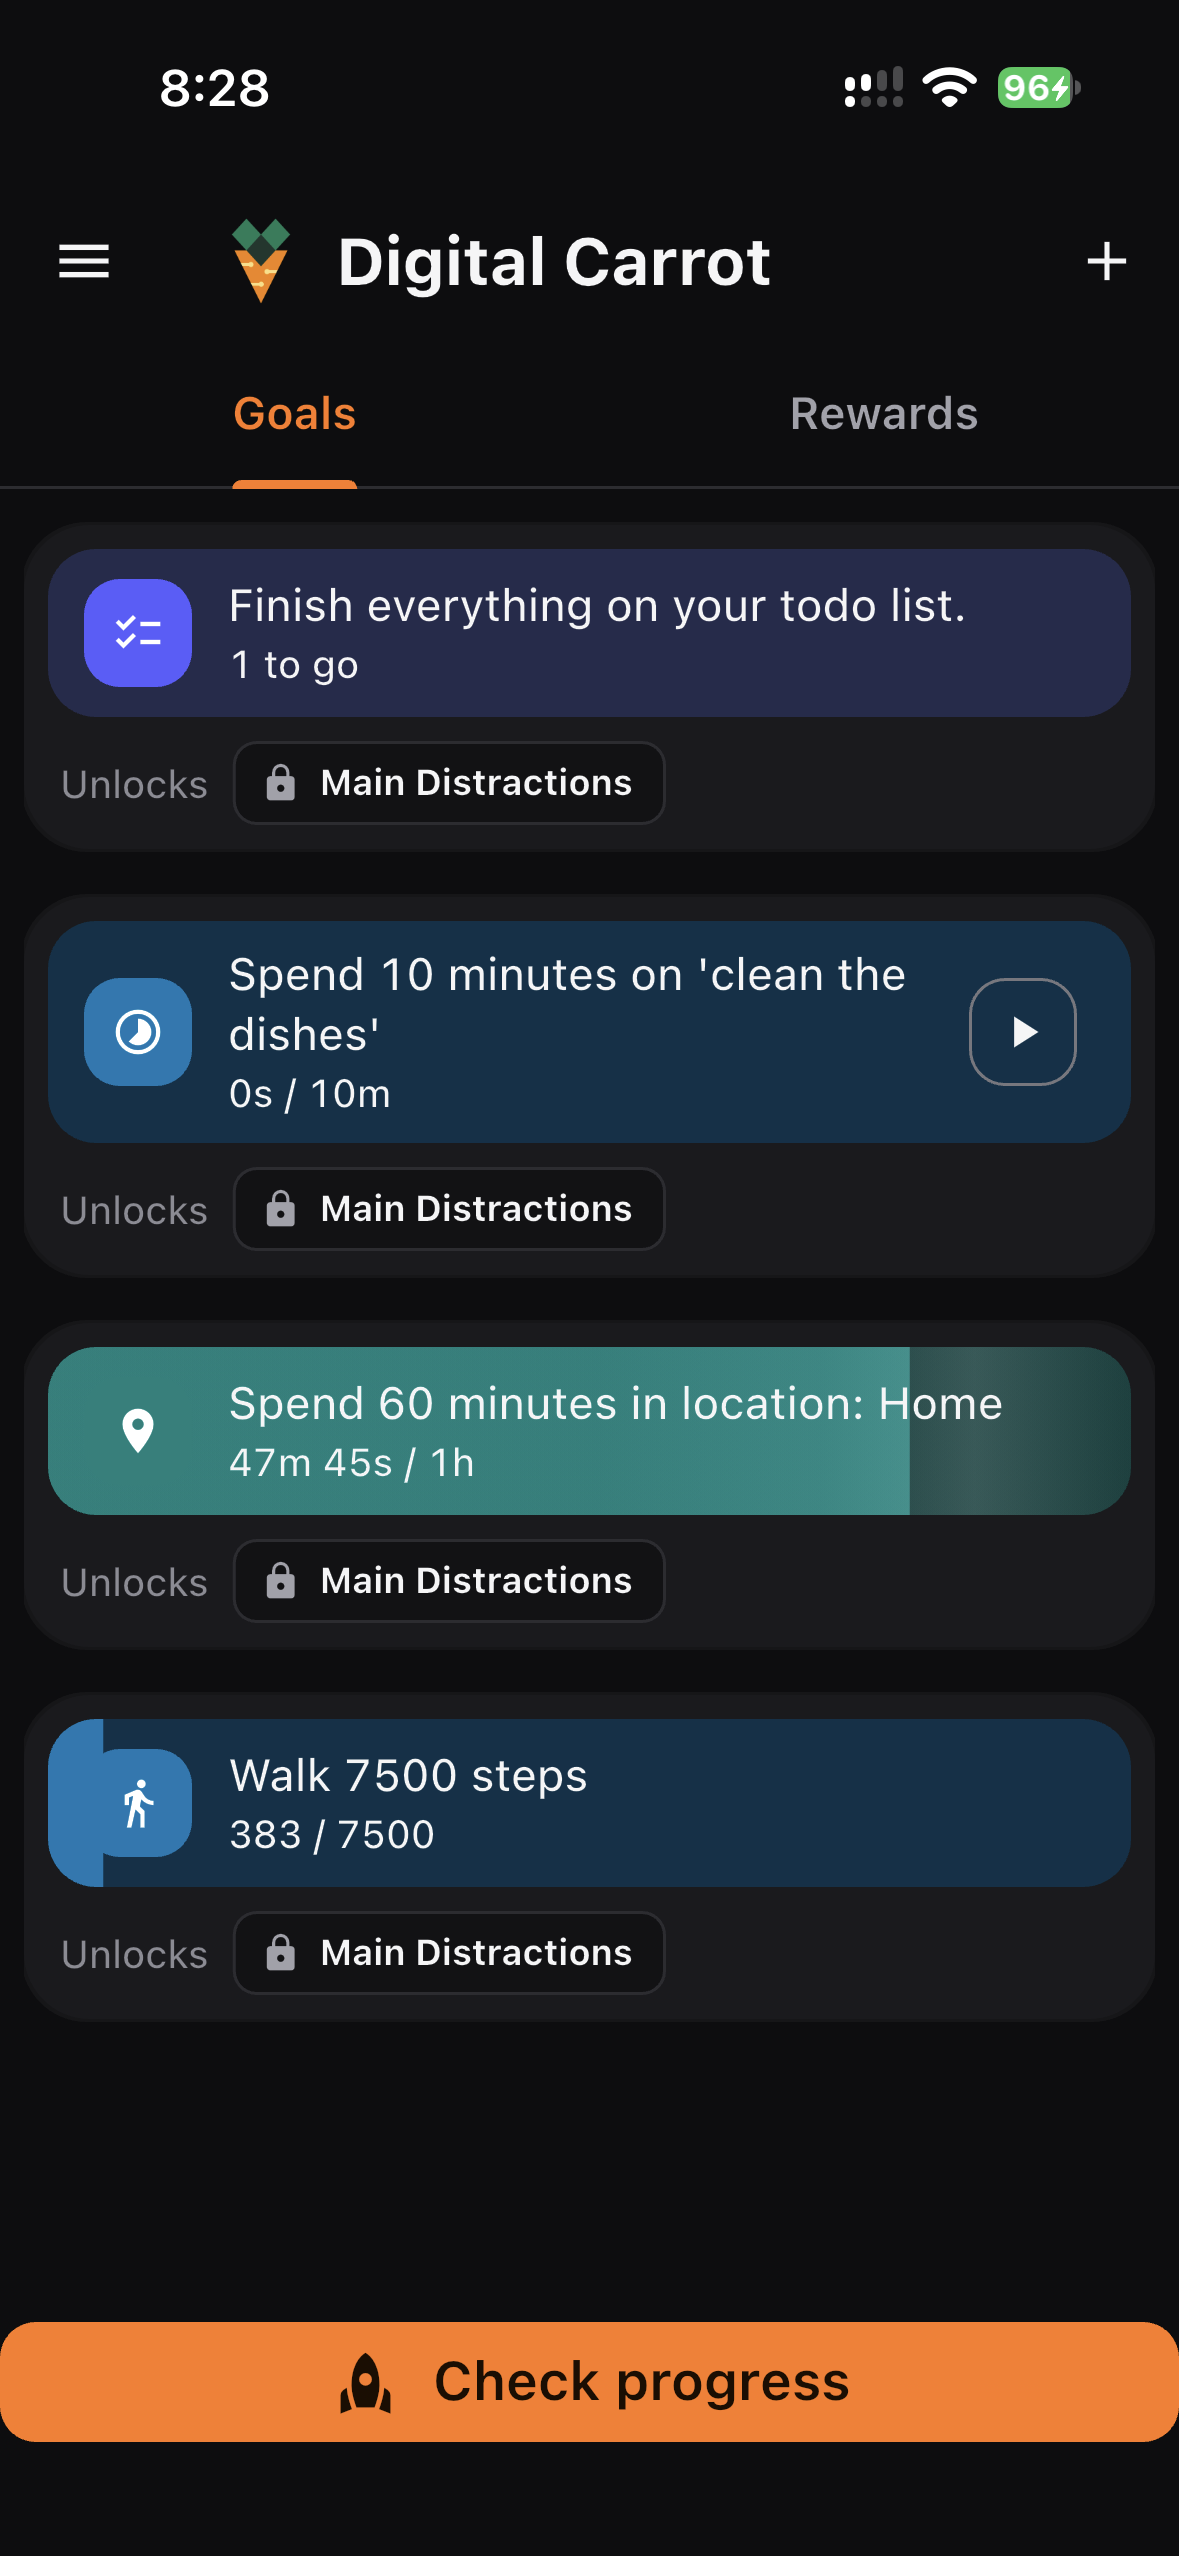 8:28
96
Digital Carrot
Goals
Rewards
Finish everything on your todo list.
1 to go
Unlocks
Main Distractions
Spend 10 minutes on 'clean the
dishes'
0s / 10m
Unlocks
Main Distractions
Spend 60 minutes in location: Home
47m 45s / 1h
Unlocks
Main Distractions
Walk 7500 steps
383 / 7500
Unlocks
Main Distractions
Check progress